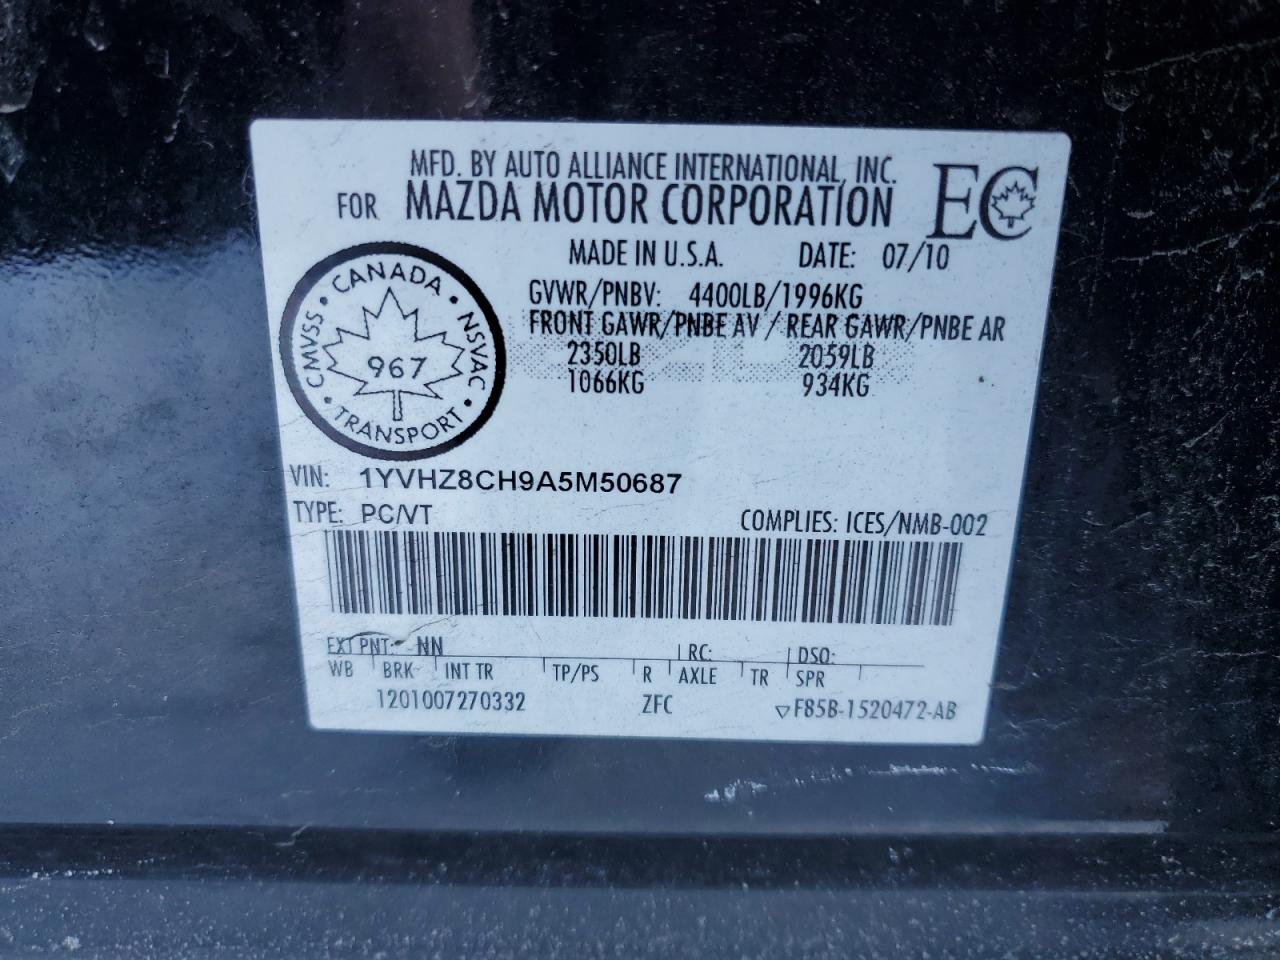 MFD. BY AUTO ALLIANCE INTERNATIONAL, INC.
FOR MAZDA MOTOR CORPORATION
EC
MADE IN U.S.A. DATE: 07/10
GVWR/PNBV: 4400LB/1996KG
FRONT GAWR/PNBE AV / REAR GAWR/PNBE AR
2350LB 2059LB
1066KG 934KG
CANADA • NSVAC • TRANSPORT • CMVSS •
967
VIN: 1YVHZ8CH9A5M50687
TYPE: PC/VT COMPLIES: ICES/NMB-002
EXT PNT: NN RC: DSO:
WB BRK INT TR TP/PS R AXLE TR SPR
1201007270332 ZFC ▽F85B-1520472-AB